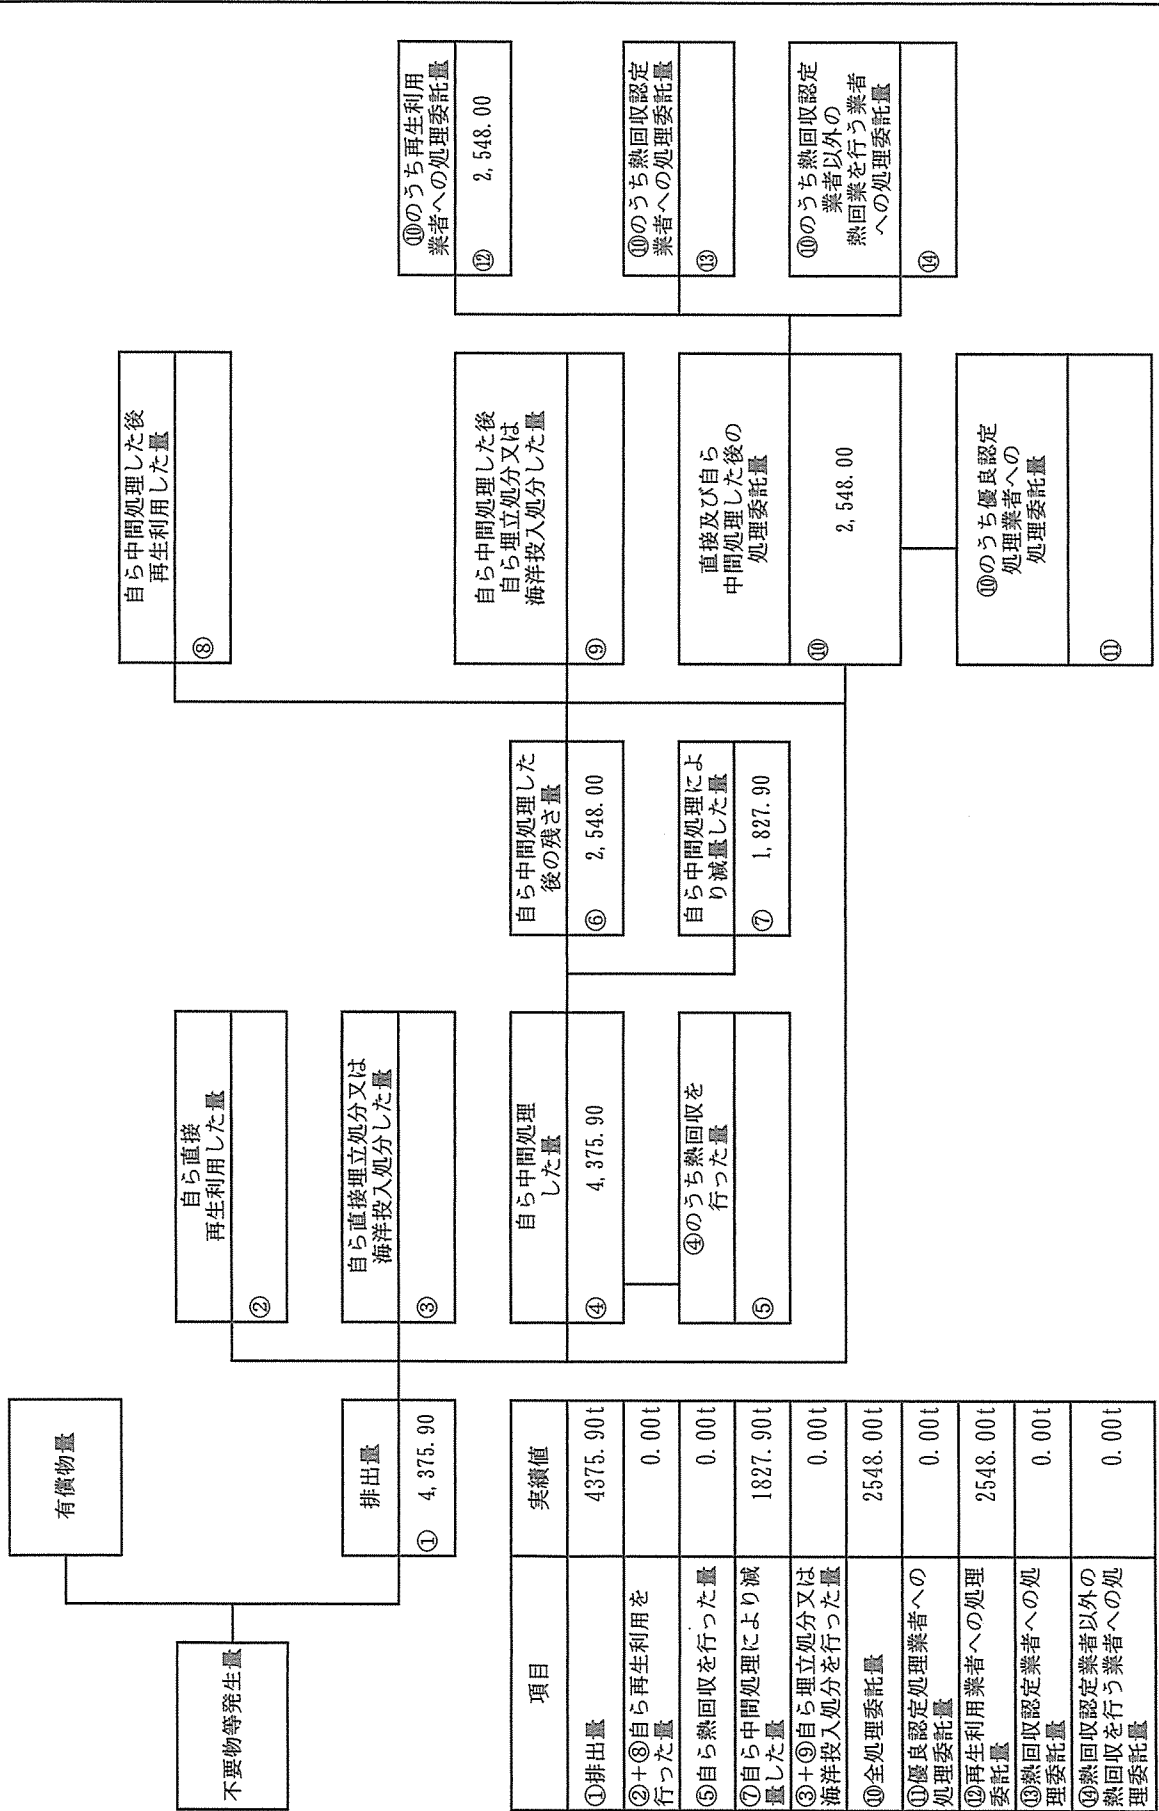 不要物等発生量
有償物量
排出量
① 4,375.90
自ら直接
再生利用した量
②
自ら直接埋立処分又は
海洋投入処分した量
③
自ら中間処理
した量
④ 4,375.90
④のうち熱回収を
行った量
⑤
自ら中間処理した
後の残さ量
⑥ 2,548.00
自ら中間処理によ
り減量した量
⑦ 1,827.90
自ら中間処理した後
再生利用した量
⑧
自ら中間処理した後
自ら埋立処分又は
海洋投入処分した量
⑨
直接及び自ら
中間処理した後の
処理委託量
⑩ 2,548.00
⑩のうち優良認定
処理業者への
処理委託量
⑪
⑩のうち再生利用
業者への処理委託量
⑫ 2,548.00
⑩のうち熱回収認定
業者への処理委託量
⑬
⑩のうち熱回収認定
業者以外の
熱回業を行う業者
への処理委託量
⑭
項目 実績値
①排出量 4375.90t
②+⑧自ら再生利用を
行った量 0.00t
⑤自ら熱回収を行った量 0.00t
⑦自ら中間処理により減
量した量 1827.90t
③+⑨自ら埋立処分又は
海洋投入処分を行った量 0.00t
⑩全処理委託量 2548.00t
⑪優良認定処理業者への
処理委託量 0.00t
⑫再生利用業者への処理
委託量 2548.00t
⑬熱回収認定業者への処
理委託量 0.00t
⑭熱回収認定業者以外の
熱回収を行う業者への処
理委託量 0.00t